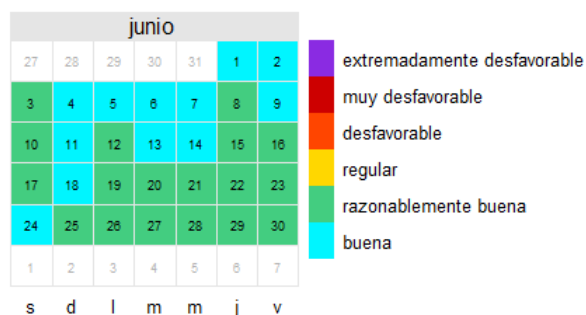 junio
27 28 29 30 31 1 2
3 4 5 6 7 8 9
10 11 12 13 14 15 16
17 18 19 20 21 22 23
24 25 26 27 28 29 30
1 2 3 4 5 6 7
s d l m m j v
extremadamente desfavorable
muy desfavorable
desfavorable
regular
razonablemente buena
buena